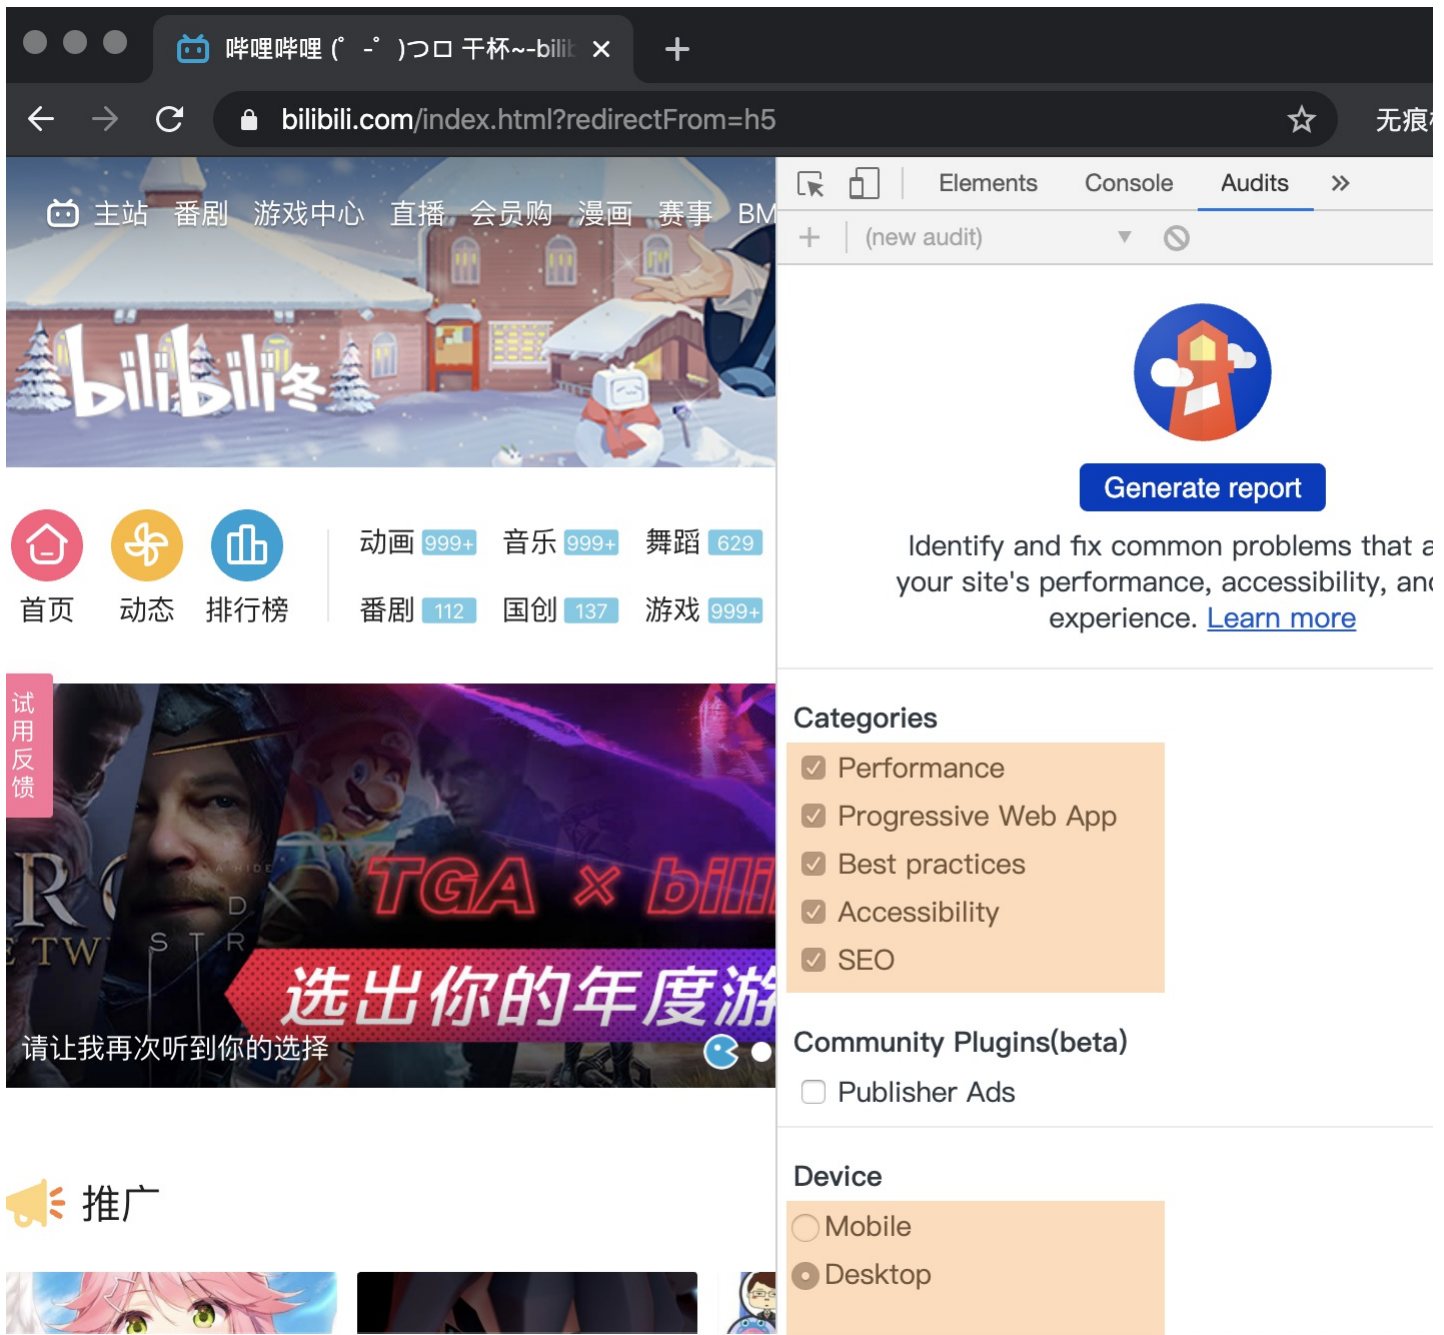 哔哩哔哩 (゜-゜)つロ 干杯~-bilib
bilibili.com/index.html?redirectFrom=h5
无痕
主站 番剧 游戏中心 直播 会员购 漫画 赛事 BM
bilibili冬
首页 动态 排行榜
动画 999+ 音乐 999+ 舞蹈 629
番剧 112 国创 137 游戏 999+
试用反馈
TGA × bili
选出你的年度游
请让我再次听到你的选择
推广
Elements Console Audits
(new audit)
Generate report
Identify and fix common problems that a
your site's performance, accessibility, and
experience. Learn more
Categories
Performance
Progressive Web App
Best practices
Accessibility
SEO
Community Plugins(beta)
Publisher Ads
Device
Mobile
Desktop